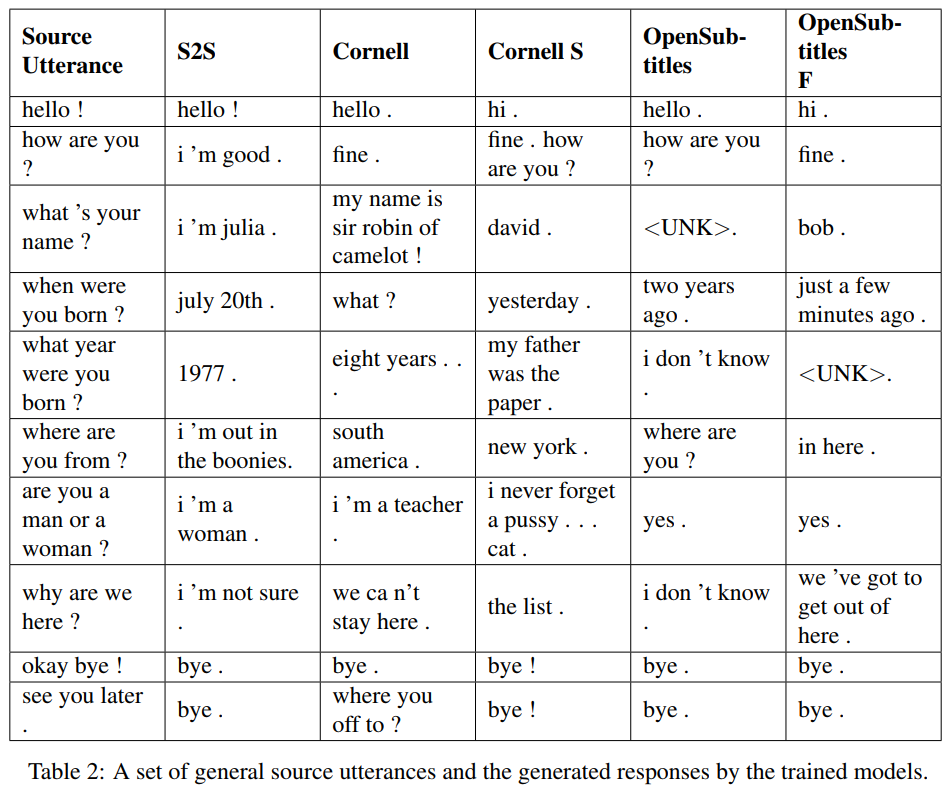 Source Utterance | S2S | Cornell | Cornell S | OpenSub-titles | OpenSub-titles F
hello ! | hello ! | hello . | hi . | hello . | hi .
how are you ? | i 'm good . | fine . | fine . how are you ? | how are you ? | fine .
what 's your name ? | i 'm julia . | my name is sir robin of camelot ! | david . | <UNK>. | bob .
when were you born ? | july 20th . | what ? | yesterday . | two years ago . | just a few minutes ago .
what year were you born ? | 1977 . | eight years . . . | my father was the paper . | i don 't know . | <UNK>.
where are you from ? | i 'm out in the boonies. | south america . | new york . | where are you ? | in here .
are you a man or a woman ? | i 'm a woman . | i 'm a teacher . | i never forget a pussy . . . cat . | yes . | yes .
why are we here ? | i 'm not sure . | we ca n't stay here . | the list . | i don 't know . | we 've got to get out of here .
okay bye ! | bye . | bye . | bye ! | bye . | bye .
see you later . | bye . | where you off to ? | bye ! | bye . | bye .
Table 2: A set of general source utterances and the generated responses by the trained models.